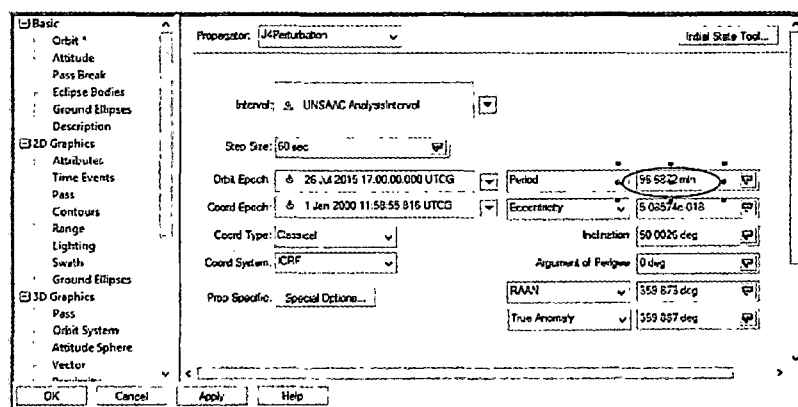 Basic
Orbit *
Attitude
Pass Break
Eclipse Bodies
Ground Ellipses
Description
2D Graphics
Attributes
Time Events
Pass
Contours
Range
Lighting
Swath
Ground Ellipses
3D Graphics
Pass
Orbit System
Attitude Sphere
Vector
Propagator: J4Perturbation
Initial State Tool...
Interval: UNSAAC AnalysisInterval
Step Size: 60 sec
Orbit Epoch: 26 Jul 2015 17:00:00.000 UTCG
Period
Coord Epoch: 1 Jan 2000 11:58:55.816 UTCG
Eccentricity
Coord Type: Classical
Inclination 50.0026 deg
Coord System: ICRF
Argument of Perigee 0 deg
Prop Specific: Special Options...
RAAN 359.873 deg
True Anomaly 359.887 deg
OK
Cancel
Apply
Help